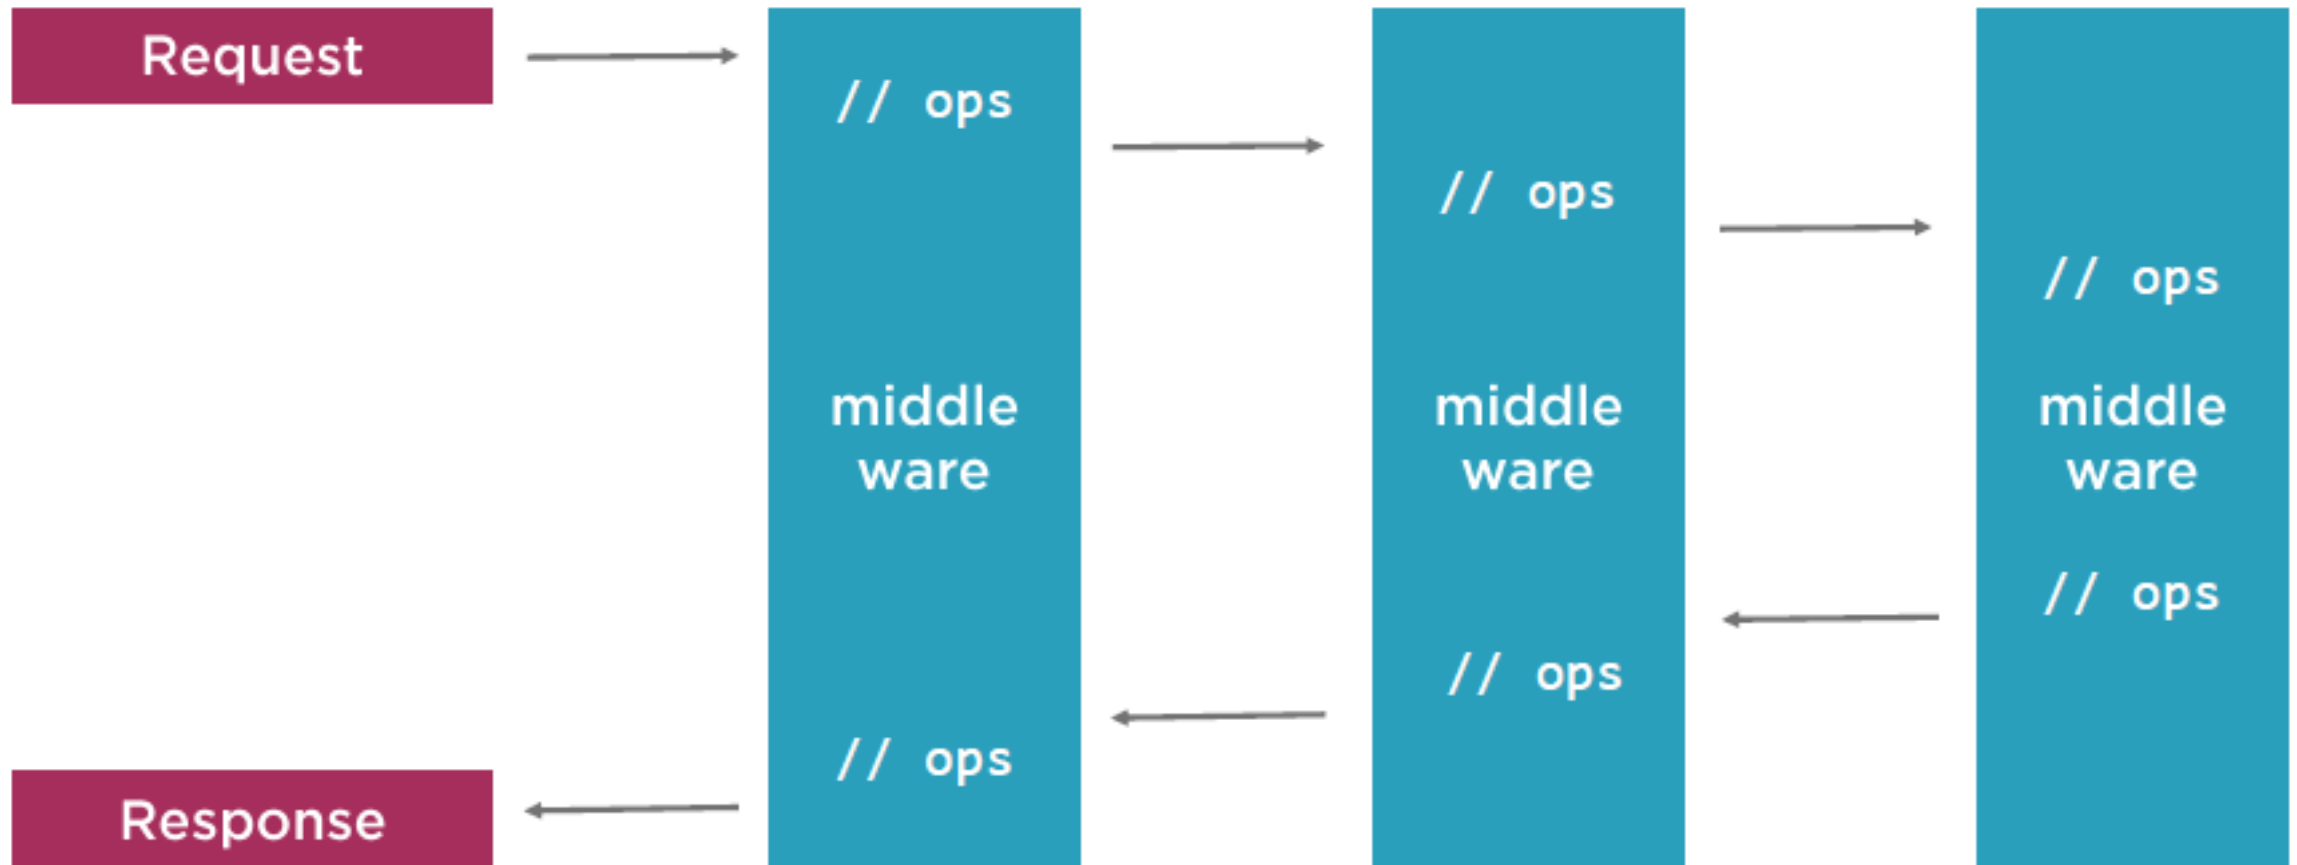 Request
// ops
// ops
// ops
middle
ware
middle
ware
middle
ware
// ops
// ops
// ops
Response